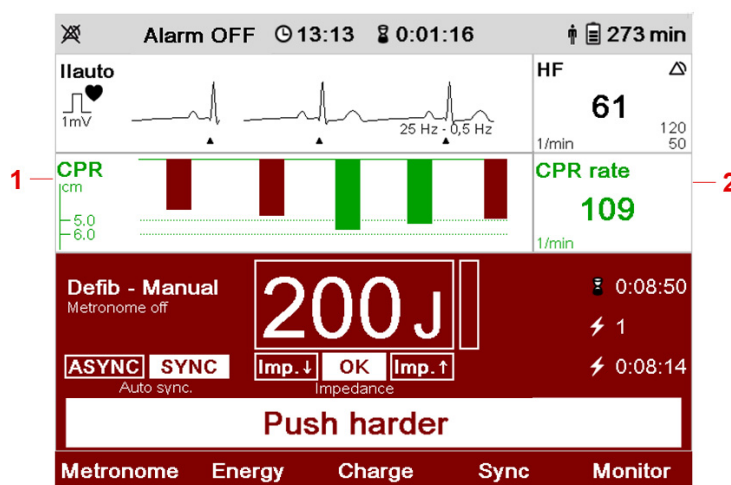 Alarm OFF 13:13 0:01:16 273 min
IIauto
1mV
25 Hz - 0,5 Hz
HF
61
120
50
1/min
1
CPR
cm
5.0
6.0
CPR rate
109
1/min
2
Defib - Manual
Metronome off
200 J
0:08:50
1
0:08:14
ASYNC SYNC
Auto sync.
Imp.↓ OK Imp.↑
Impedance
Push harder
Metronome Energy Charge Sync Monitor